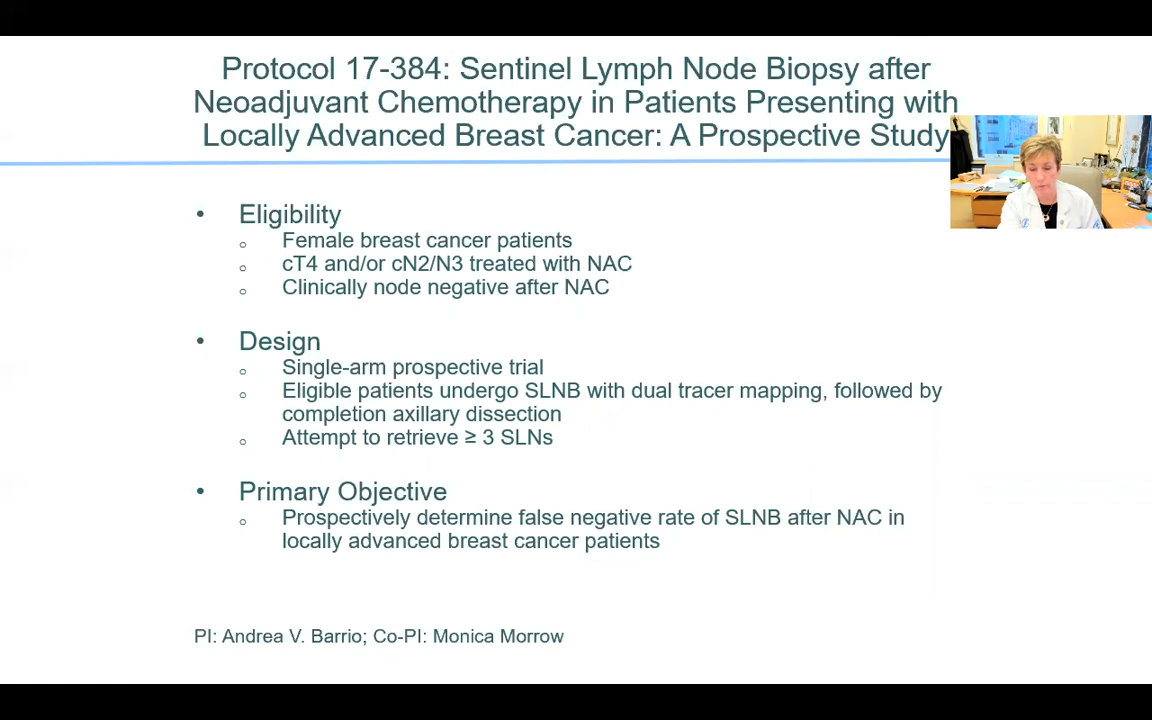 Protocol 17-384: Sentinel Lymph Node Biopsy after
Neoadjuvant Chemotherapy in Patients Presenting with
Locally Advanced Breast Cancer: A Prospective Study
• Eligibility
○ Female breast cancer patients
○ cT4 and/or cN2/N3 treated with NAC
○ Clinically node negative after NAC
• Design
○ Single-arm prospective trial
○ Eligible patients undergo SLNB with dual tracer mapping, followed by
completion axillary dissection
○ Attempt to retrieve ≥ 3 SLNs
• Primary Objective
○ Prospectively determine false negative rate of SLNB after NAC in
locally advanced breast cancer patients
PI: Andrea V. Barrio; Co-PI: Monica Morrow